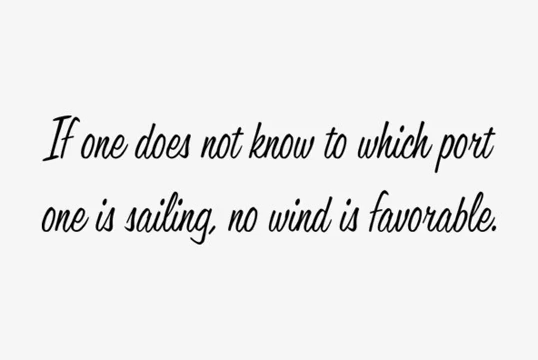 If one does not know to which port
one is sailing, no wind is favorable.